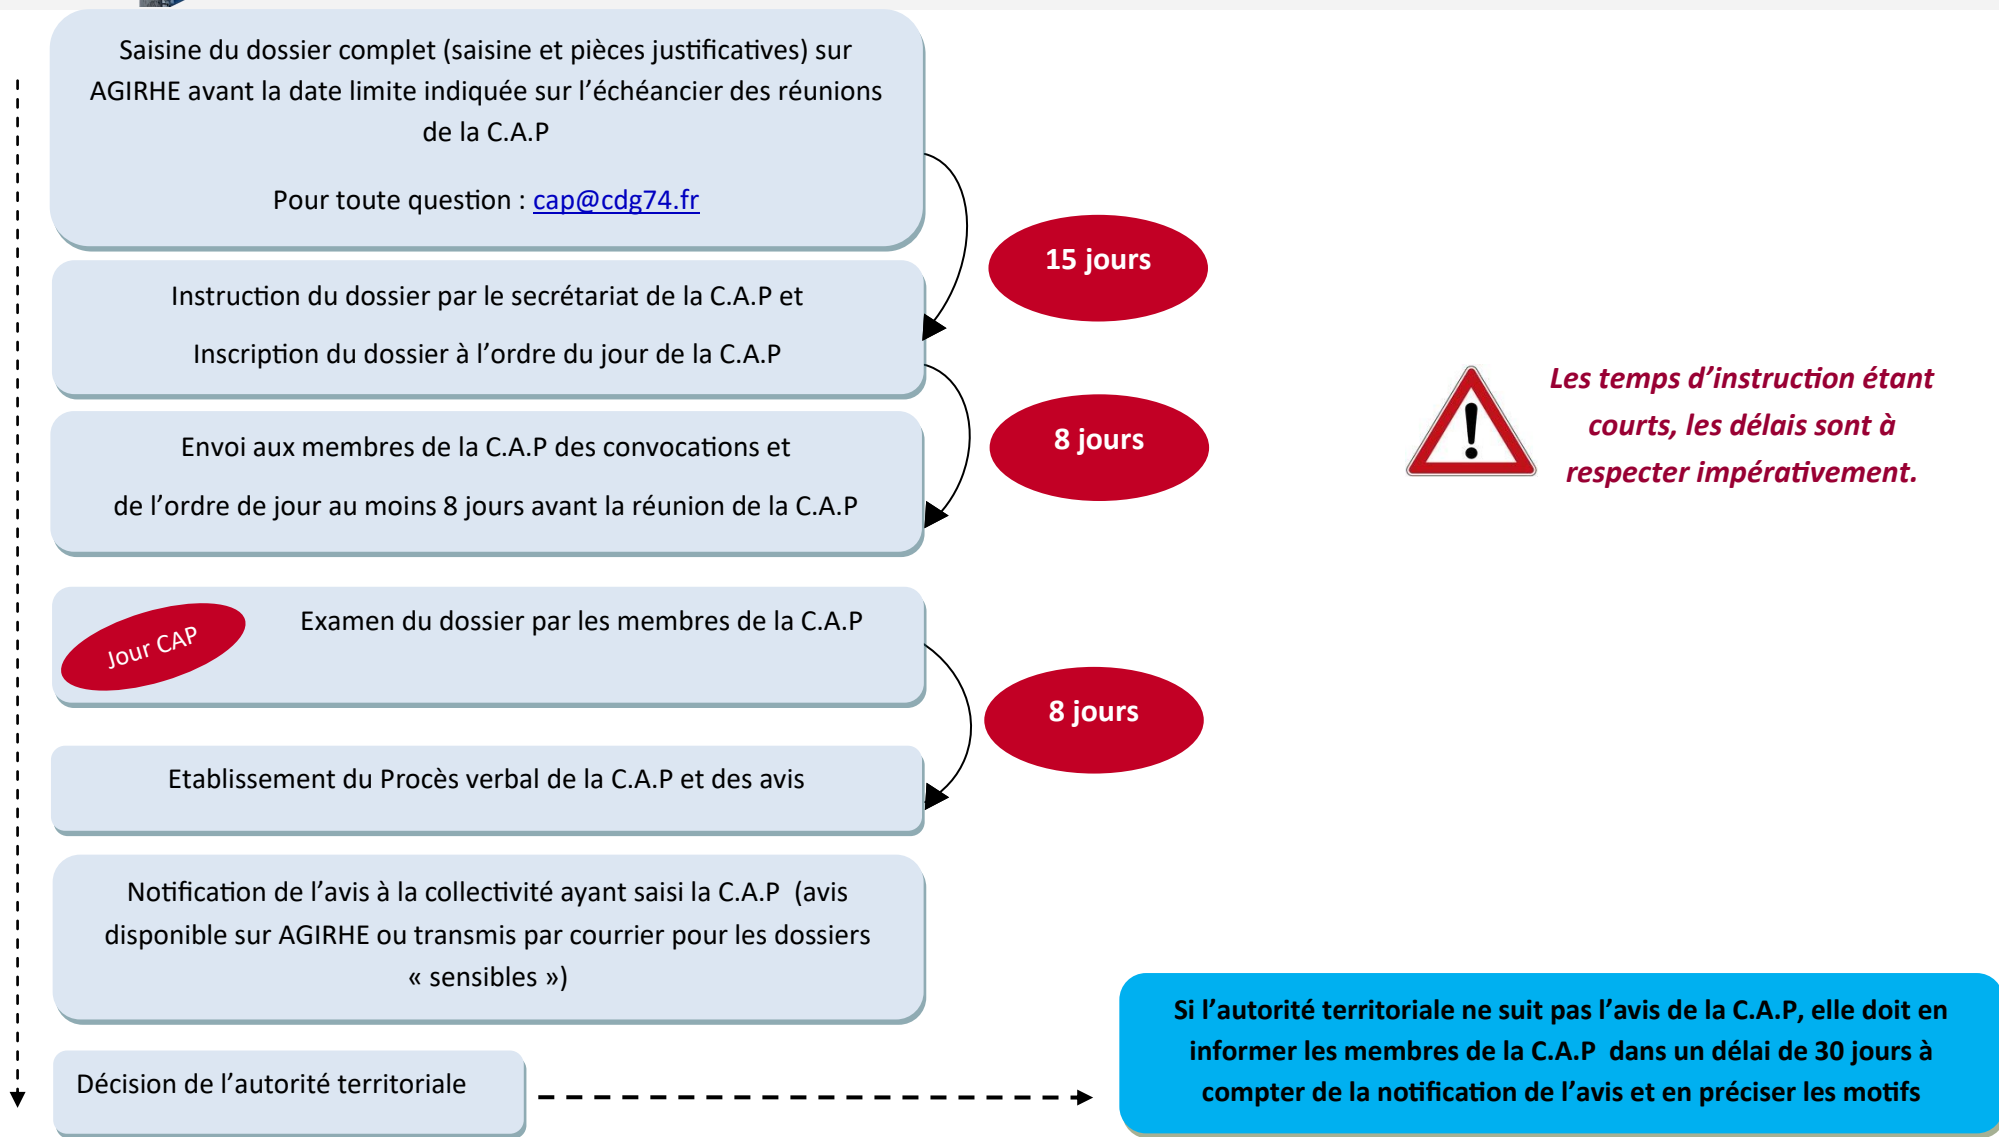 Saisine du dossier complet (saisine et pièces justificatives) sur
AGIRHE avant la date limite indiquée sur l’échéancier des réunions
de la C.A.P
Pour toute question : cap@cdg74.fr
15 jours
Instruction du dossier par le secrétariat de la C.A.P et
Inscription du dossier à l’ordre du jour de la C.A.P
8 jours
Les temps d’instruction étant
courts, les délais sont à
respecter impérativement.
Envoi aux membres de la C.A.P des convocations et
de l’ordre de jour au moins 8 jours avant la réunion de la C.A.P
Jour CAP
Examen du dossier par les membres de la C.A.P
8 jours
Etablissement du Procès verbal de la C.A.P et des avis
Notification de l’avis à la collectivité ayant saisi la C.A.P (avis
disponible sur AGIRHE ou transmis par courrier pour les dossiers
« sensibles »)
Décision de l’autorité territoriale
Si l’autorité territoriale ne suit pas l’avis de la C.A.P, elle doit en
informer les membres de la C.A.P dans un délai de 30 jours à
compter de la notification de l’avis et en préciser les motifs